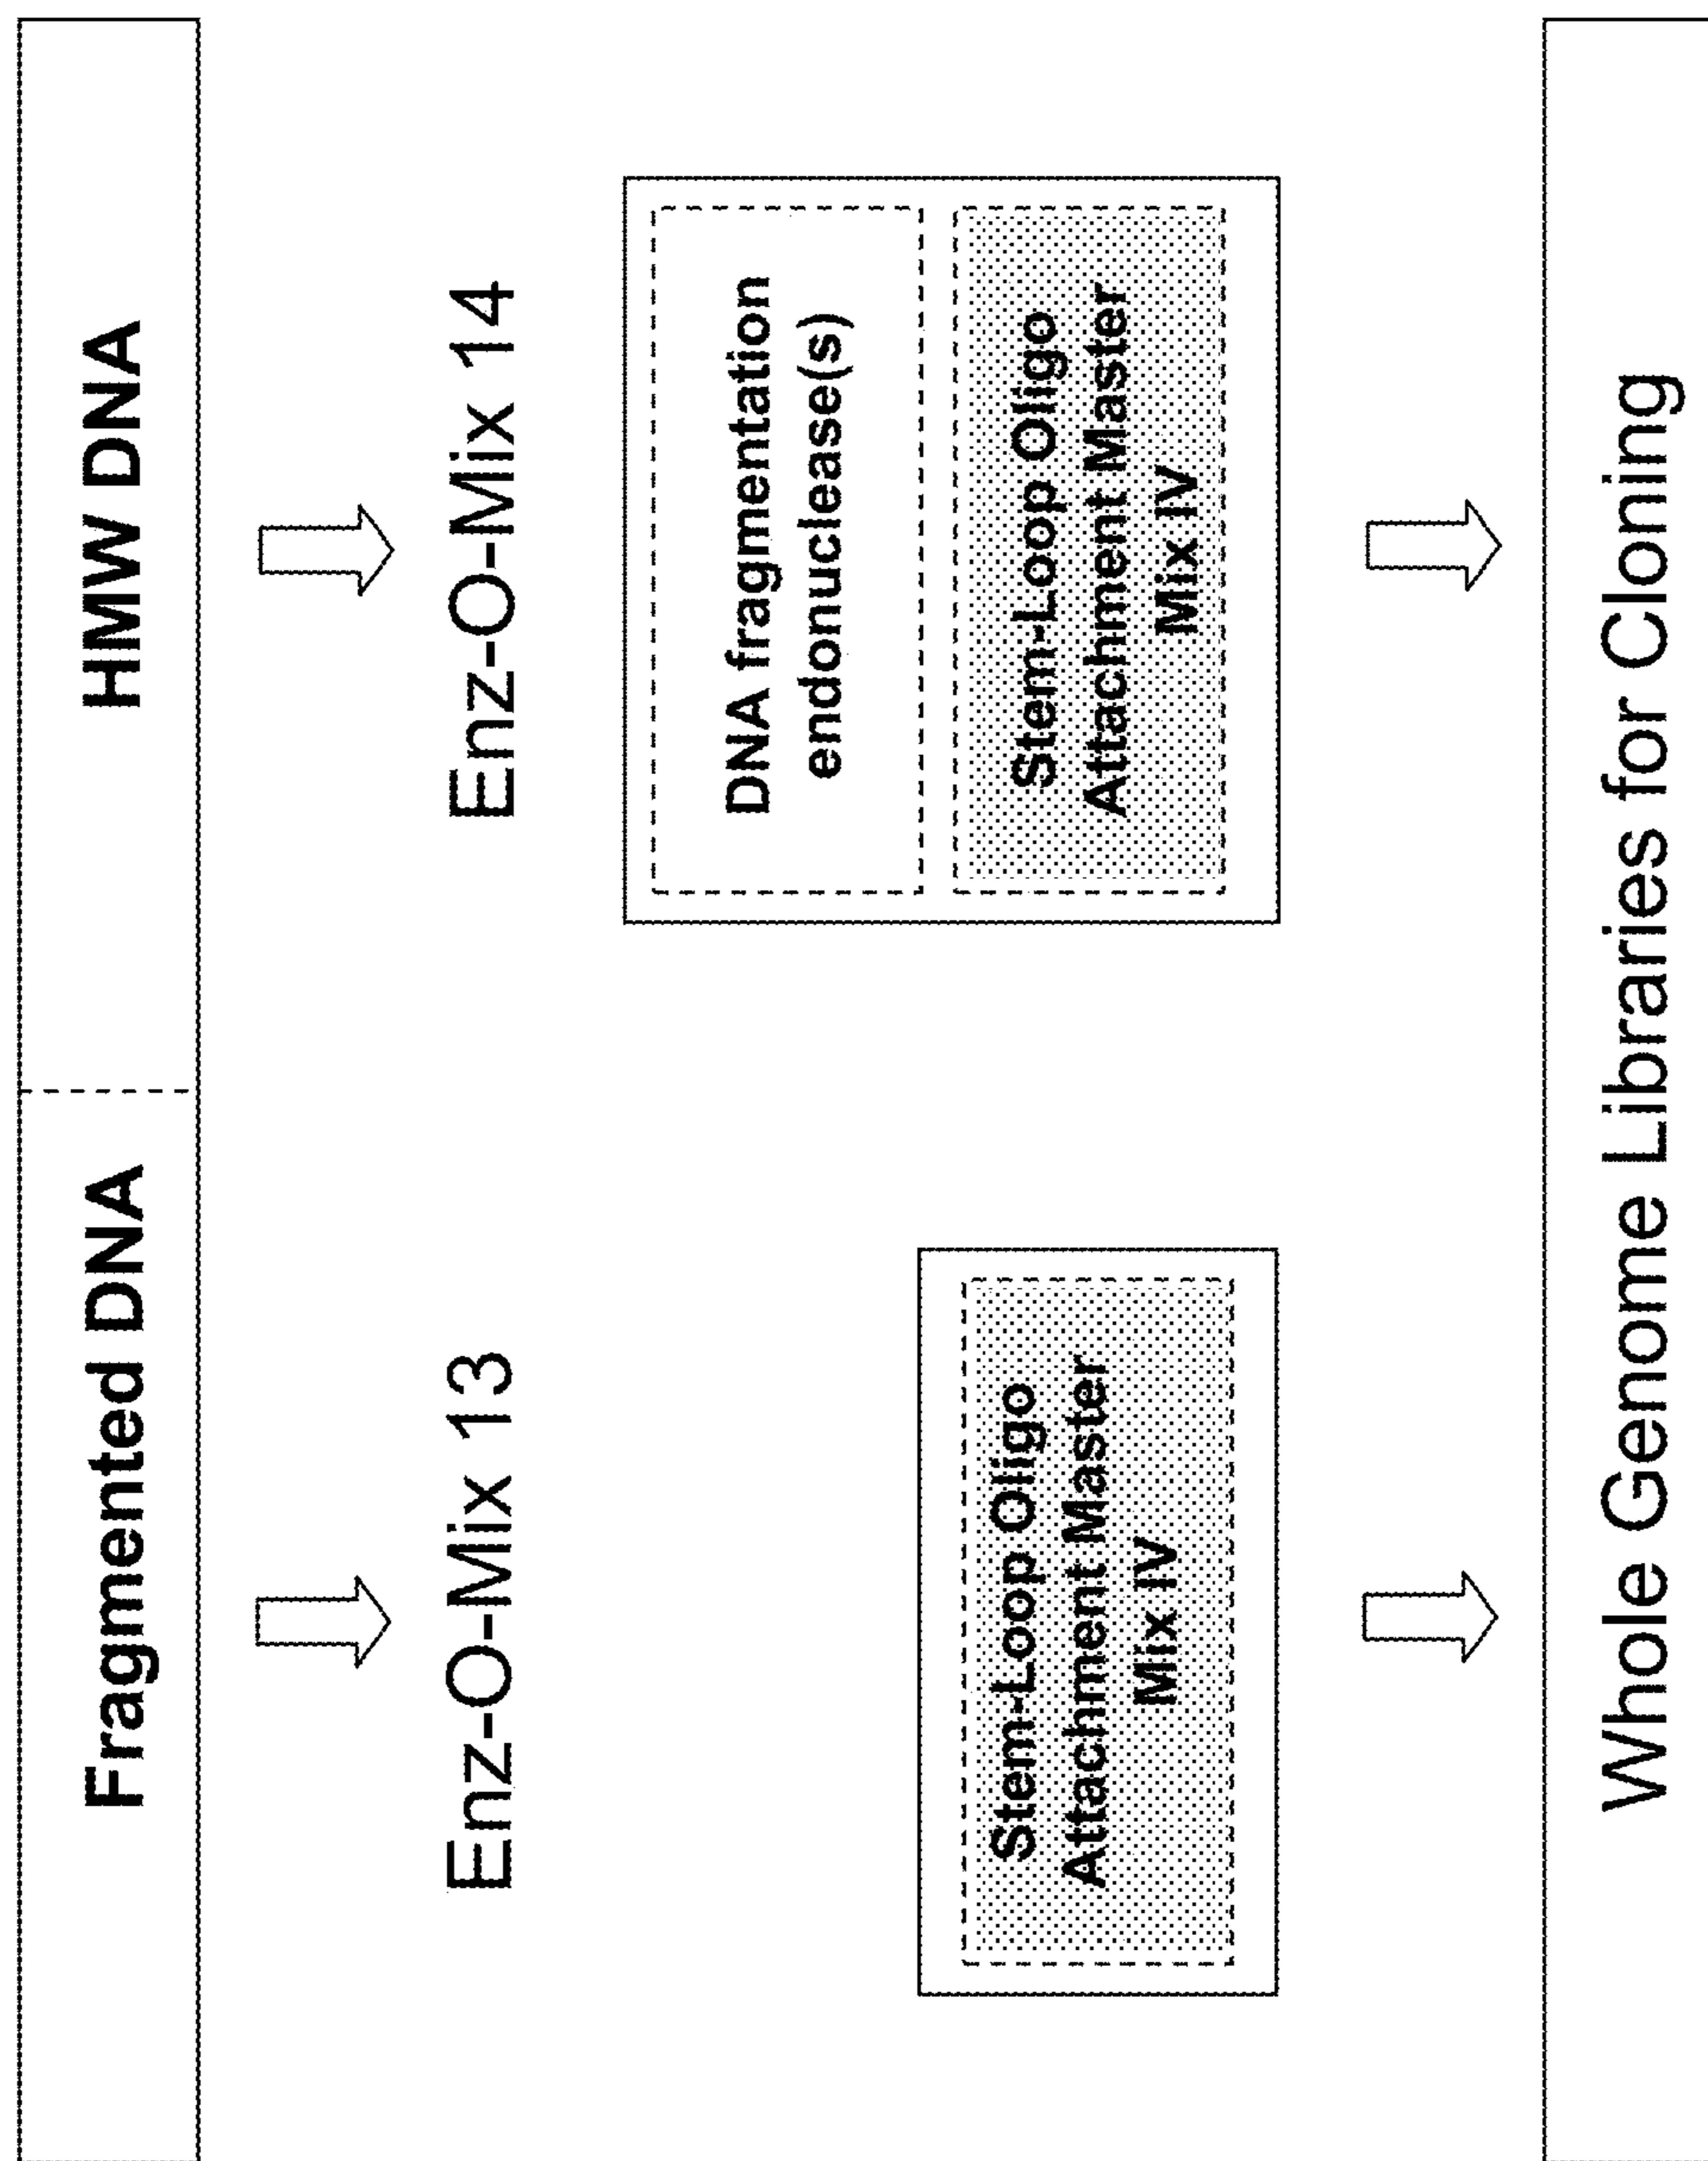 Fragmented DNA
HMW DNA
Enz-O-Mix 13
Enz-O-Mix 14
DNA fragmentation
endonuclease(s)
Stem-Loop Oligo
Attachment Master
Mix IV
Stem-Loop Oligo
Attachment Master
Mix IV
Whole Genome Libraries for Cloning